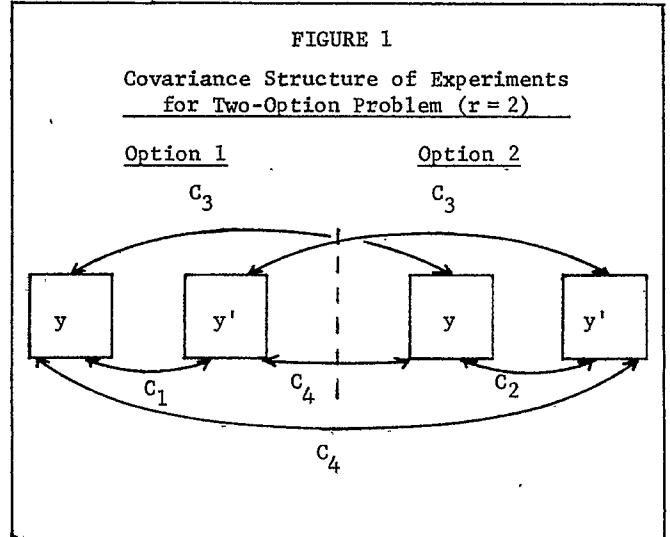 FIGURE 1
Covariance Structure of Experiments
for Two-Option Problem (r = 2)
Option 1 Option 2
C3 C3
y y' y y'
C1 C4 C2
C4